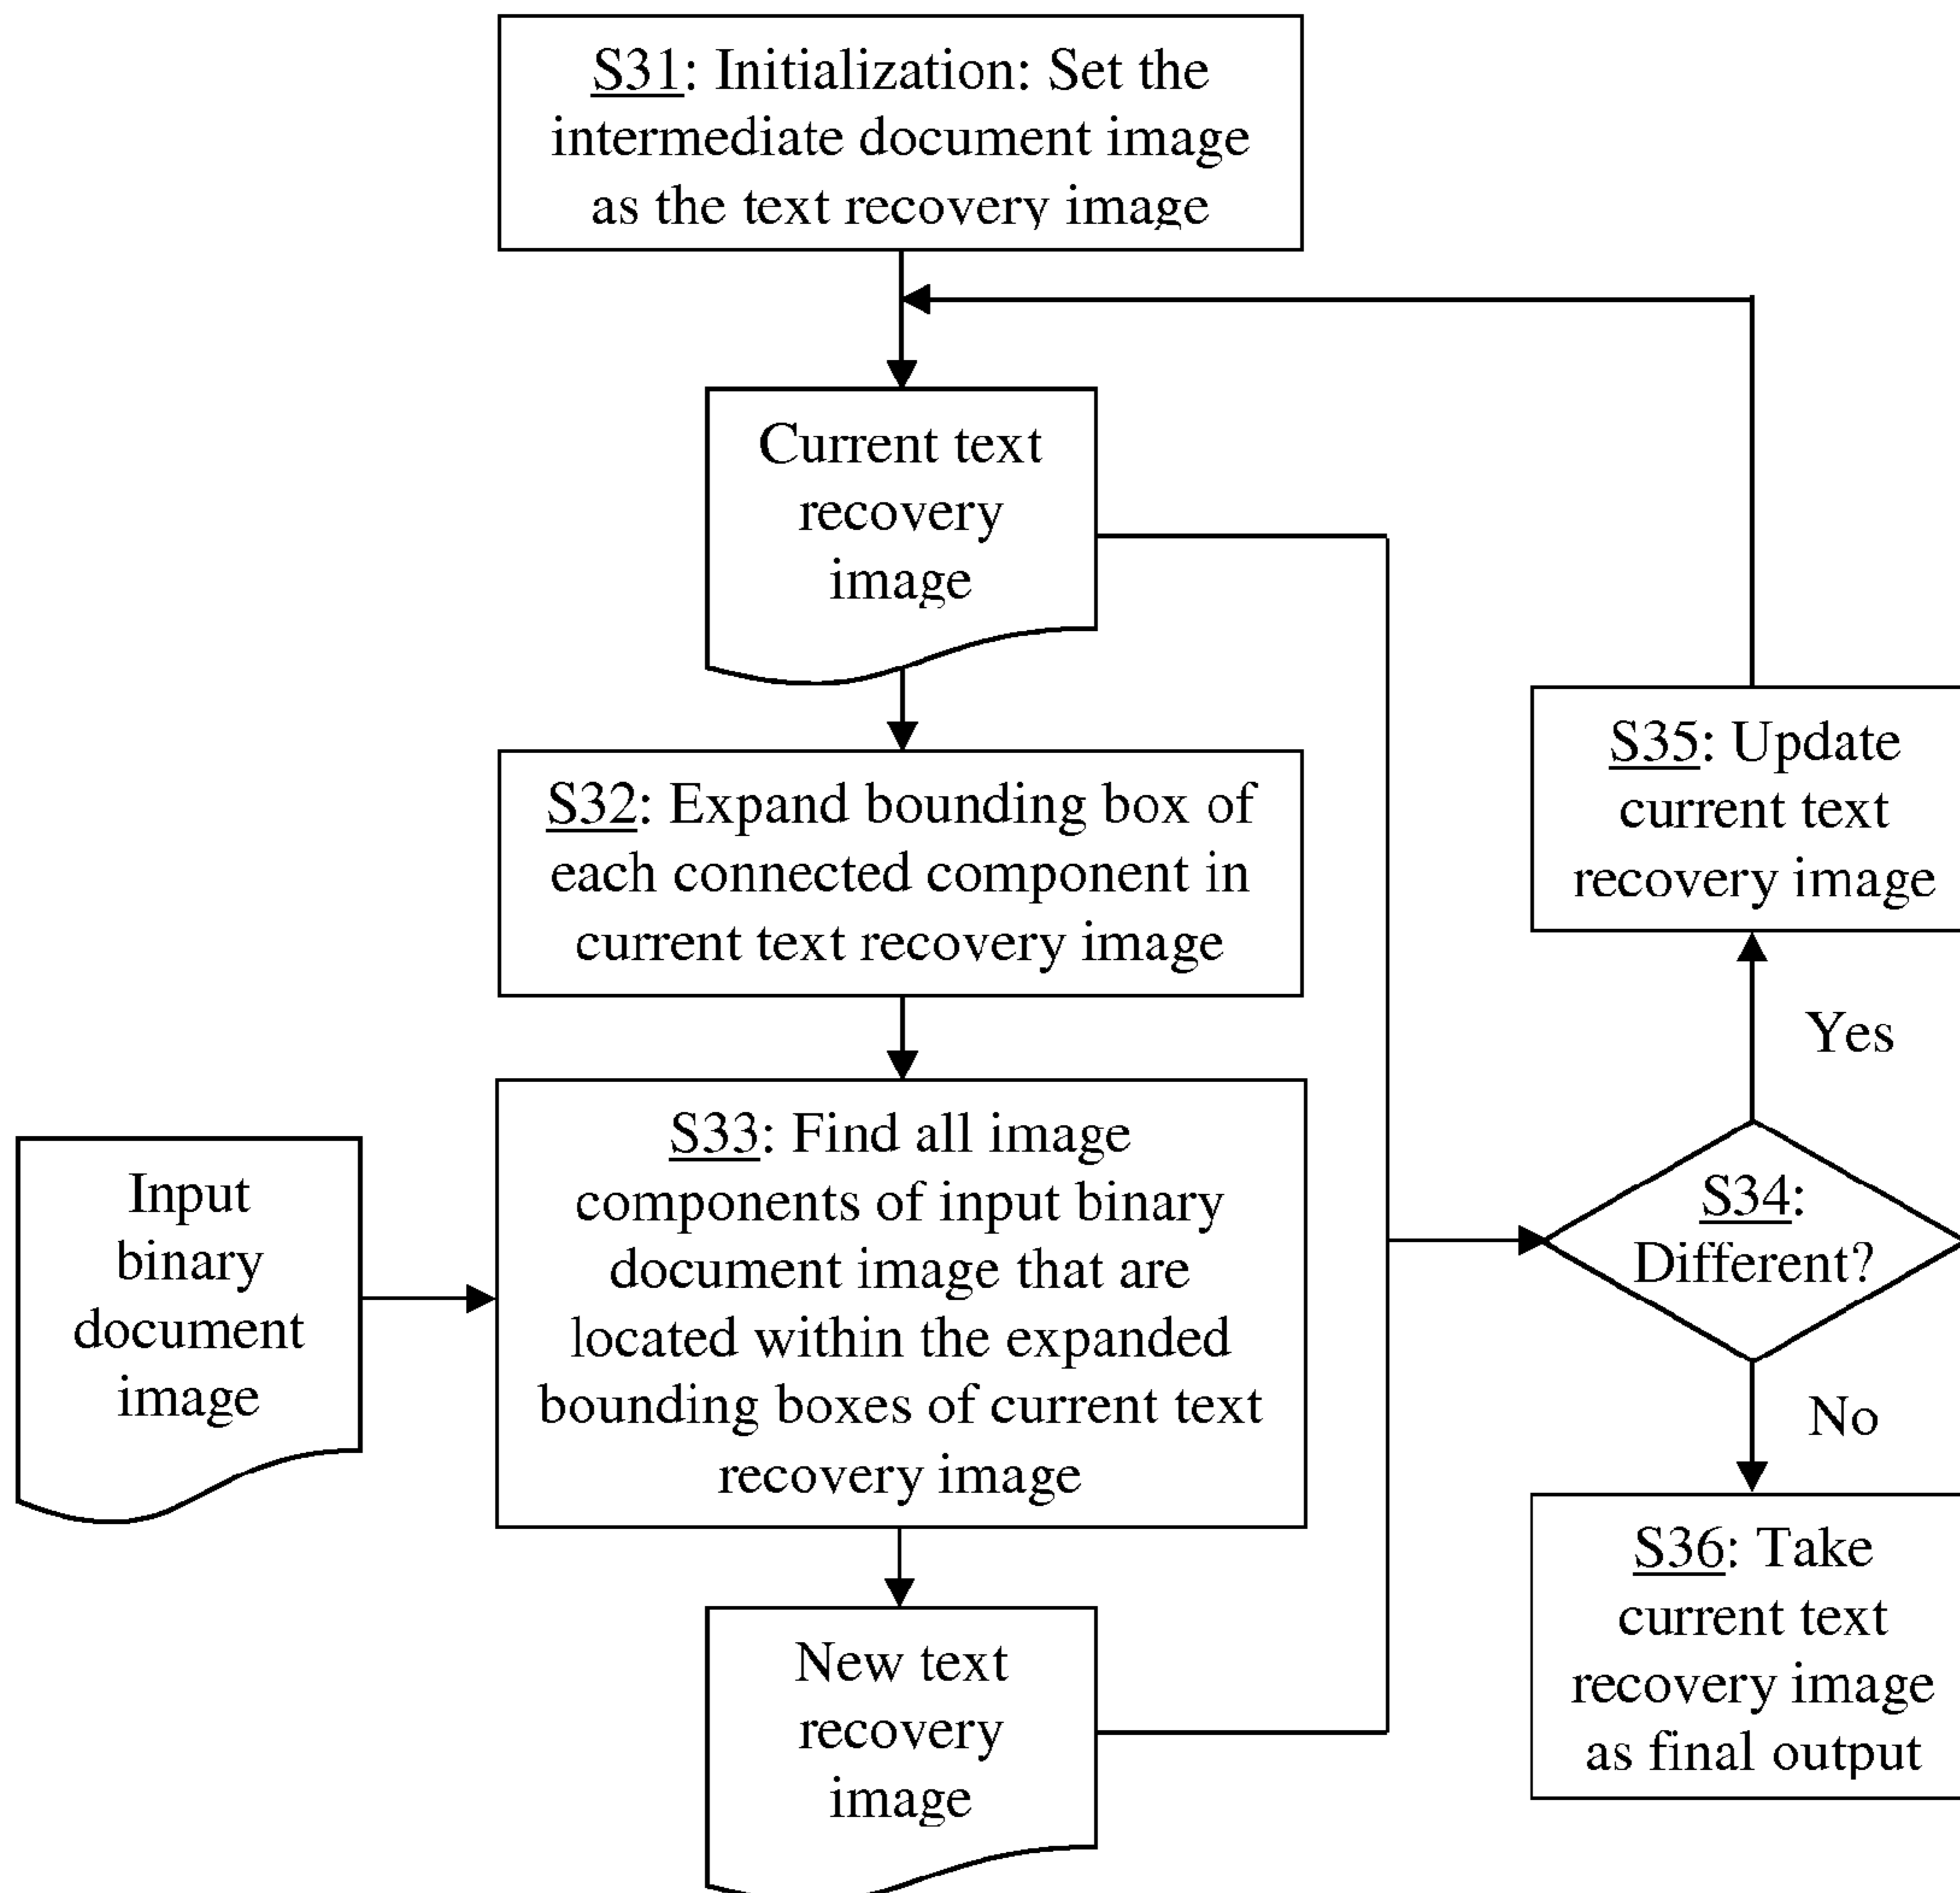 S31: Initialization: Set the
intermediate document image
as the text recovery image
Current text
recovery
image
S32: Expand bounding box of
each connected component in
current text recovery image
S33: Find all image
components of input binary
document image that are
located within the expanded
bounding boxes of current text
recovery image
Input
binary
document
image
New text
recovery
image
S34:
Different?
Yes
S35: Update
current text
recovery image
No
S36: Take
current text
recovery image
as final output